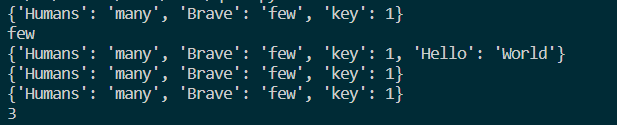 {'Humans': 'many', 'Brave': 'few', 'key': 1}
few
{'Humans': 'many', 'Brave': 'few', 'key': 1, 'Hello': 'World'}
{'Humans': 'many', 'Brave': 'few', 'key': 1}
{'Humans': 'many', 'Brave': 'few', 'key': 1}
3